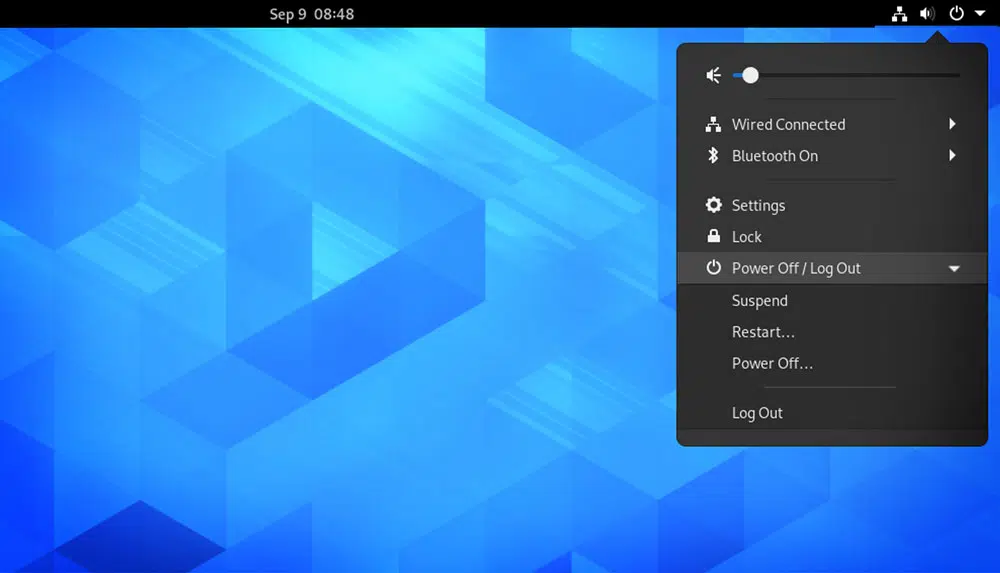 Sep 9 08:48
Wired Connected
Bluetooth On
Settings
Lock
Power Off / Log Out
Suspend
Restart…
Power Off…
Log Out